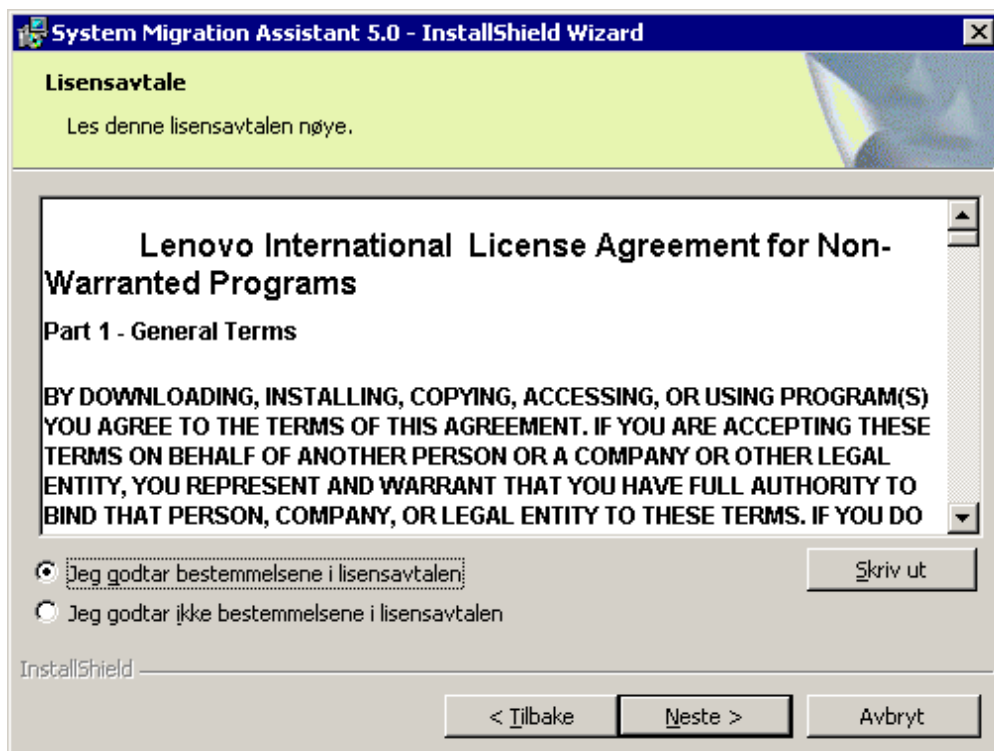 System Migration Assistant 5.0 - InstallShield Wizard
Lisensavtale
Les denne lisensavtalen nøye.
Lenovo International License Agreement for Non-
Warranted Programs
Part 1 - General Terms
BY DOWNLOADING, INSTALLING, COPYING, ACCESSING, OR USING PROGRAM(S)
YOU AGREE TO THE TERMS OF THIS AGREEMENT. IF YOU ARE ACCEPTING THESE
TERMS ON BEHALF OF ANOTHER PERSON OR A COMPANY OR OTHER LEGAL
ENTITY, YOU REPRESENT AND WARRANT THAT YOU HAVE FULL AUTHORITY TO
BIND THAT PERSON, COMPANY, OR LEGAL ENTITY TO THESE TERMS. IF YOU DO
Jeg godtar bestemmelsene i lisensavtalen
Skriv ut
Jeg godtar ikke bestemmelsene i lisensavtalen
InstallShield
< Tilbake
Neste >
Avbryt